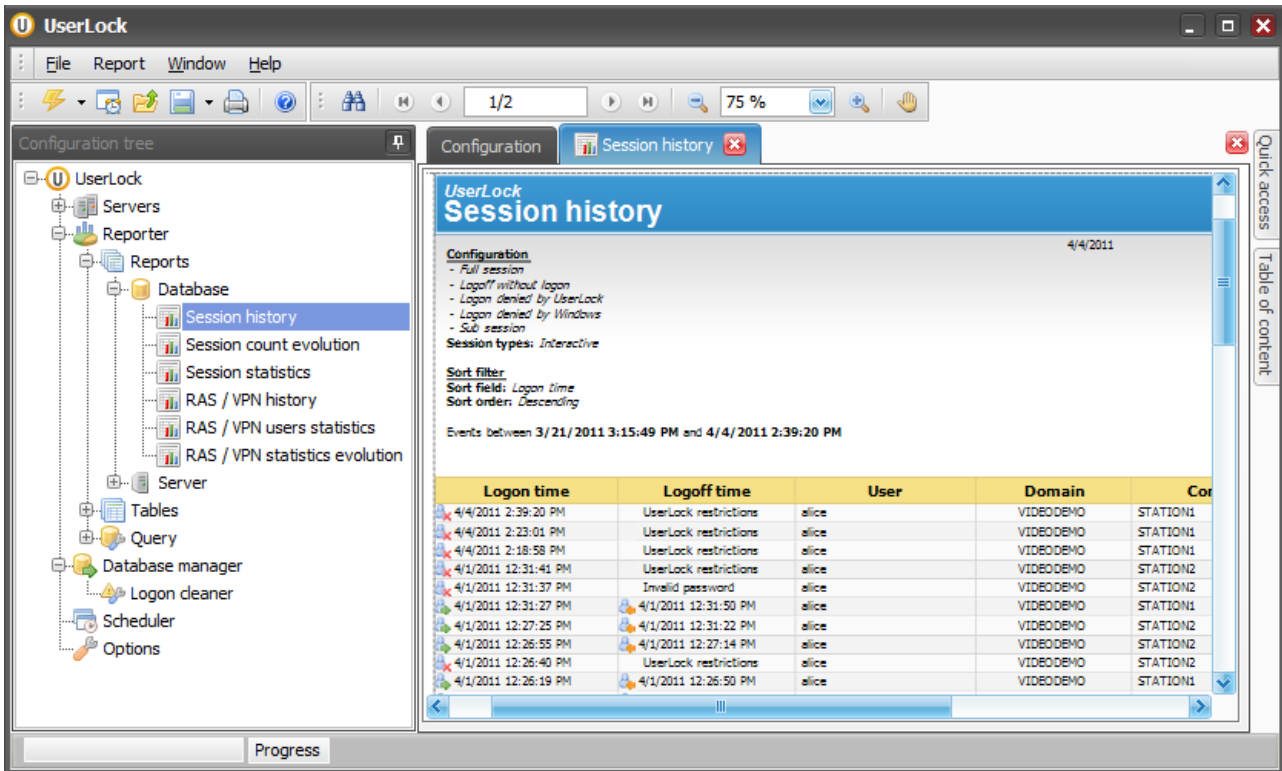 UserLock
File Report Window Help
1/2 75 %
Configuration tree
UserLock
Servers
Reporter
Reports
Database
Session history
Session count evolution
Session statistics
RAS / VPN history
RAS / VPN users statistics
RAS / VPN statistics evolution
Server
Tables
Query
Database manager
Logon cleaner
Scheduler
Options
Configuration Session history
UserLock
Session history
4/4/2011
Configuration
- Full session
- Logoff without logon
- Logon denied by UserLock
- Logon denied by Windows
- Sub session
Session types: Interactive
Sort filter
Sort field: Logon time
Sort order: Descending
Events between 3/21/2011 3:15:49 PM and 4/4/2011 2:39:20 PM
Logon time Logoff time User Domain Cor
4/4/2011 2:39:20 PM UserLock restrictions alice VIDEODEMO STATION1
4/4/2011 2:23:01 PM UserLock restrictions alice VIDEODEMO STATION1
4/4/2011 2:18:58 PM UserLock restrictions alice VIDEODEMO STATION1
4/1/2011 12:31:41 PM UserLock restrictions alice VIDEODEMO STATION2
4/1/2011 12:31:37 PM Invalid password alice VIDEODEMO STATION2
4/1/2011 12:31:27 PM 4/1/2011 12:31:50 PM alice VIDEODEMO STATION1
4/1/2011 12:27:25 PM 4/1/2011 12:31:22 PM alice VIDEODEMO STATION2
4/1/2011 12:26:55 PM 4/1/2011 12:27:14 PM alice VIDEODEMO STATION2
4/1/2011 12:26:40 PM UserLock restrictions alice VIDEODEMO STATION2
4/1/2011 12:26:19 PM 4/1/2011 12:26:50 PM alice VIDEODEMO STATION1
Quick access
Table of content
Progress